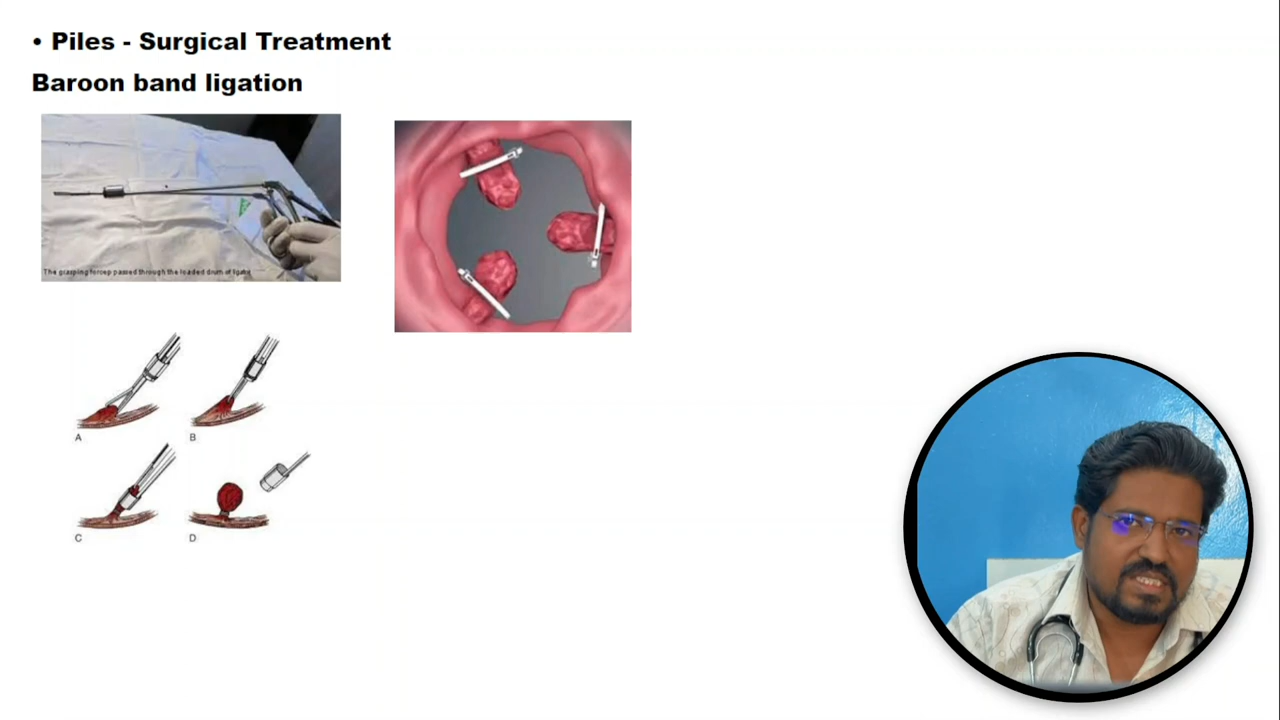 • Piles - Surgical Treatment
Baroon band ligation
The grasping forcep passed through the loaded drum of ligator
A
B
C
D